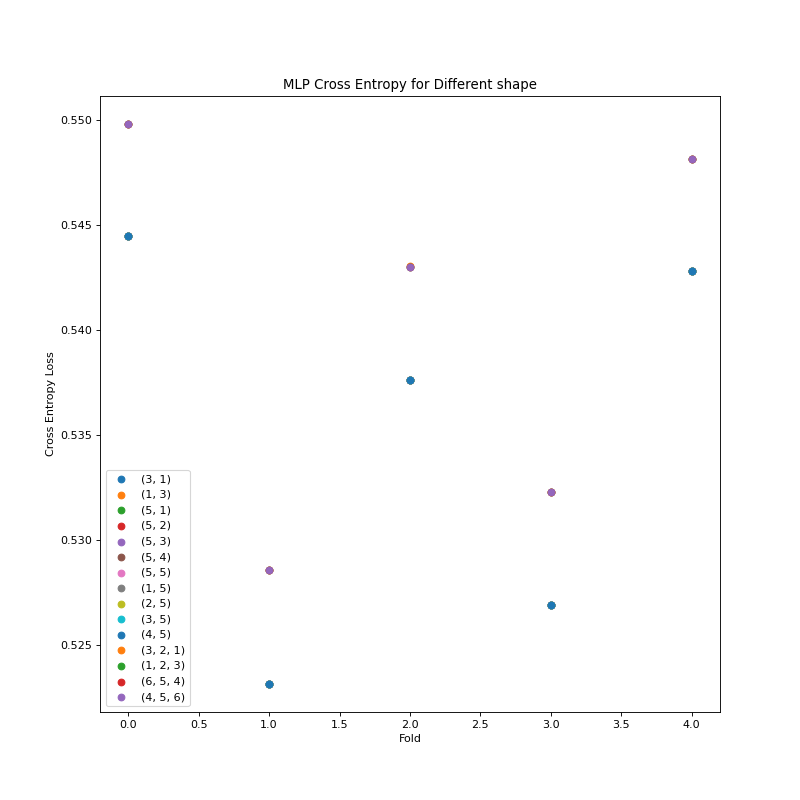 MLP Cross Entropy for Different shape
0.550
0.545
0.540
0.535
0.530
0.525
Cross Entropy Loss
(3, 1)
(1, 3)
(5, 1)
(5, 2)
(5, 3)
(5, 4)
(5, 5)
(1, 5)
(2, 5)
(3, 5)
(4, 5)
(3, 2, 1)
(1, 2, 3)
(6, 5, 4)
(4, 5, 6)
0.0 0.5 1.0 1.5 2.0 2.5 3.0 3.5 4.0
Fold